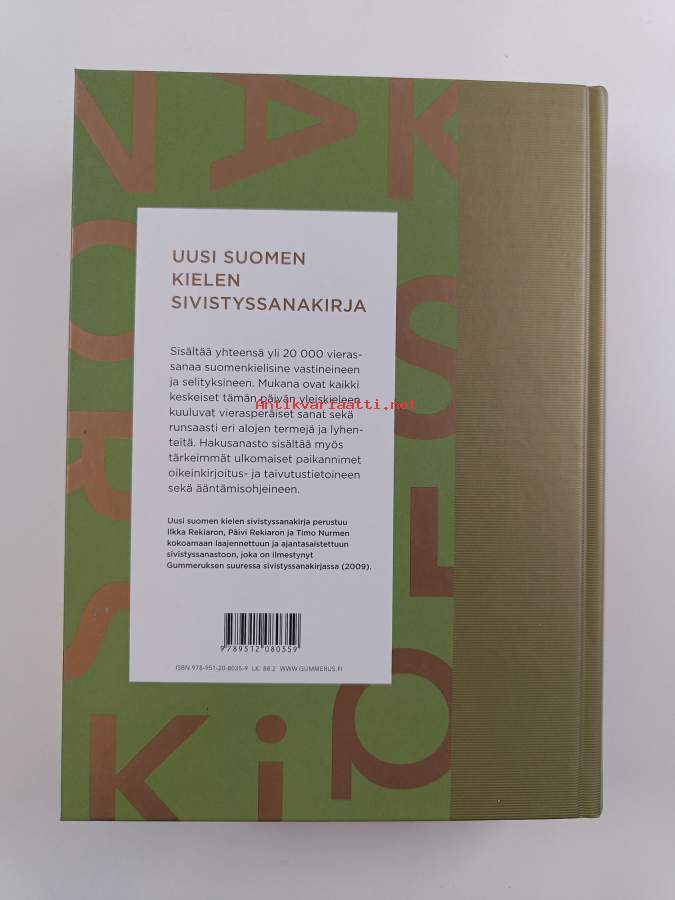 UUSI SUOMEN
KIELEN
SIVISTYSSANAKIRJA
Sisältää yhteensä yli 20 000 vieras-
sanaa suomenkielisine vastineineen
ja selityksineen. Mukana ovat kaikki
keskeiset tämän päivän yleiskieleen
Antikvariaatti.net
kuuluvat vierasperäiset sanat sekä
runsaasti eri alojen termejä ja lyhen-
teitä. Hakusanasto sisältää myös
tärkeimmät ulkomaiset paikannimet
oikeinkirjoitus- ja taivutustietoineen
sekä ääntämisohjeineen.
Uusi suomen kielen sivistyssanakirja perustuu
Ilkka Rekiaron, Päivi Rekiaron ja Timo Nurmen
kokoamaan laajennettuun ja ajantasaistettuun
sivistyssanastoon, joka on ilmestynyt
Gummeruksen suuressa sivistyssanakirjassa (2009).
9 789512 080359
ISBN 978-951-20-8035-9 LK. 88.2 WWW.GUMMERUS.FI